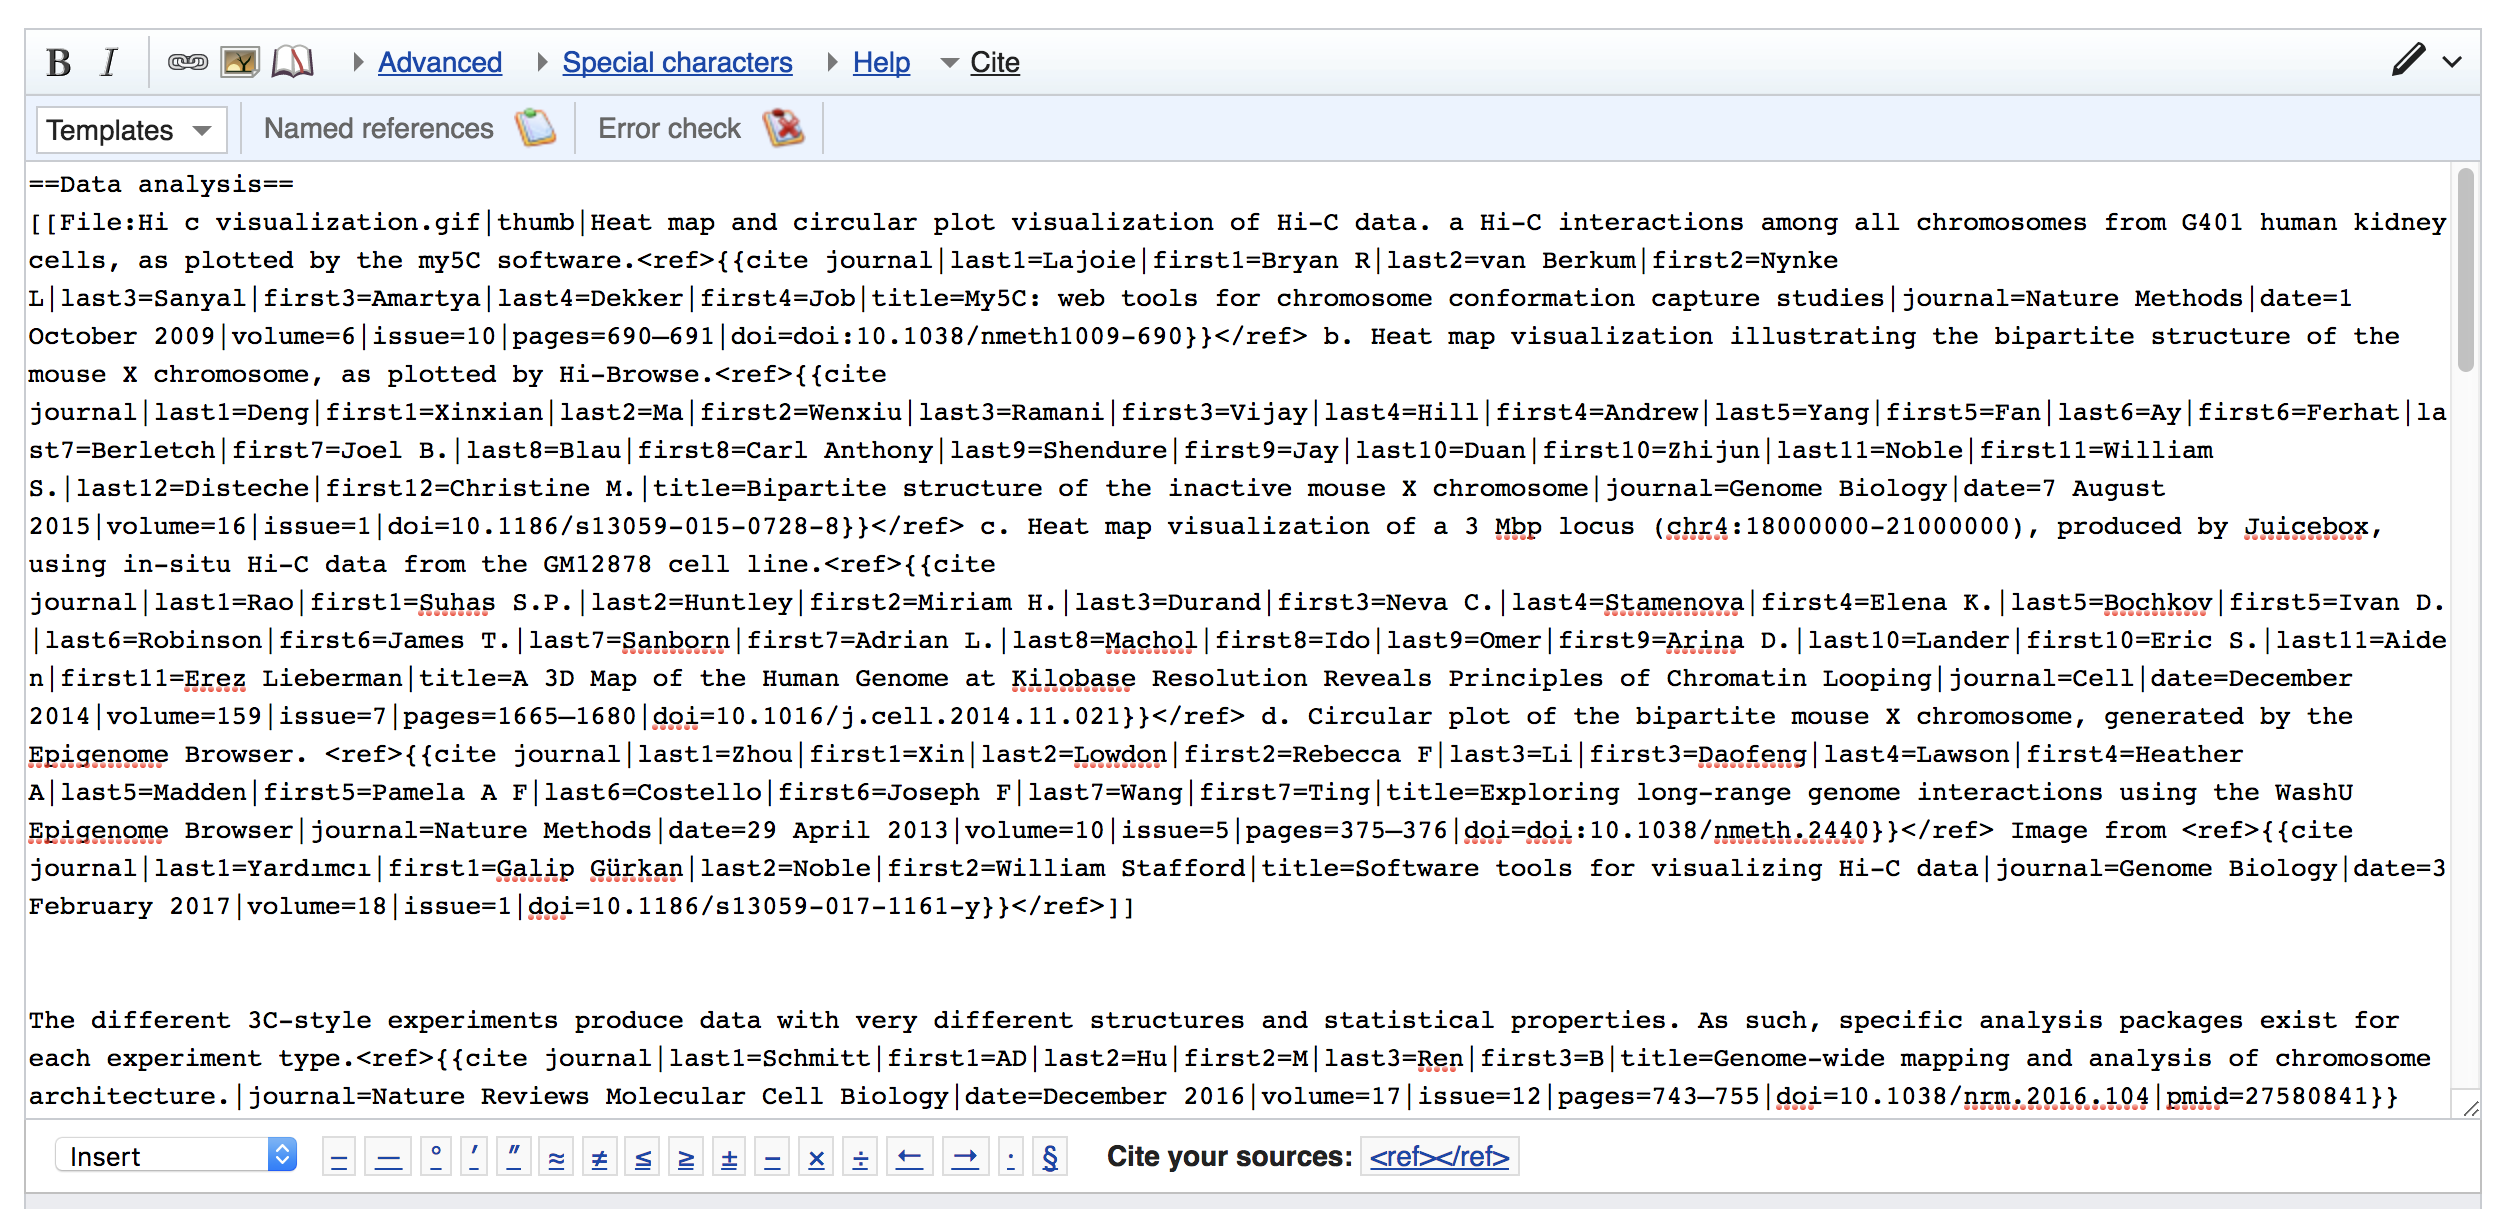 B I Advanced Special characters Help Cite
Templates Named references Error check
==Data analysis==
[[File:Hi c visualization.gif|thumb|Heat map and circular plot visualization of Hi-C data. a Hi-C interactions among all chromosomes from G401 human kidney
cells, as plotted by the my5C software.<ref>{{cite journal|last1=Lajoie|first1=Bryan R|last2=van Berkum|first2=Nynke
L|last3=Sanyal|first3=Amartya|last4=Dekker|first4=Job|title=My5C: web tools for chromosome conformation capture studies|journal=Nature Methods|date=1
October 2009|volume=6|issue=10|pages=690–691|doi=doi:10.1038/nmeth1009-690}}</ref> b. Heat map visualization illustrating the bipartite structure of the
mouse X chromosome, as plotted by Hi-Browse.<ref>{{cite
journal|last1=Deng|first1=Xinxian|last2=Ma|first2=Wenxiu|last3=Ramani|first3=Vijay|last4=Hill|first4=Andrew|last5=Yang|first5=Fan|last6=Ay|first6=Ferhat|la
st7=Berletch|first7=Joel B.|last8=Blau|first8=Carl Anthony|last9=Shendure|first9=Jay|last10=Duan|first10=Zhijun|last11=Noble|first11=William
S.|last12=Disteche|first12=Christine M.|title=Bipartite structure of the inactive mouse X chromosome|journal=Genome Biology|date=7 August
2015|volume=16|issue=1|doi=10.1186/s13059-015-0728-8}}</ref> c. Heat map visualization of a 3 Mbp locus (chr4:18000000-21000000), produced by Juicebox,
using in-situ Hi-C data from the GM12878 cell line.<ref>{{cite
journal|last1=Rao|first1=Suhas S.P.|last2=Huntley|first2=Miriam H.|last3=Durand|first3=Neva C.|last4=Stamenova|first4=Elena K.|last5=Bochkov|first5=Ivan D.
|last6=Robinson|first6=James T.|last7=Sanborn|first7=Adrian L.|last8=Machol|first8=Ido|last9=Omer|first9=Arina D.|last10=Lander|first10=Eric S.|last11=Aide
n|first11=Erez Lieberman|title=A 3D Map of the Human Genome at Kilobase Resolution Reveals Principles of Chromatin Looping|journal=Cell|date=December
2014|volume=159|issue=7|pages=1665–1680|doi=10.1016/j.cell.2014.11.021}}</ref> d. Circular plot of the bipartite mouse X chromosome, generated by the
Epigenome Browser. <ref>{{cite journal|last1=Zhou|first1=Xin|last2=Lowdon|first2=Rebecca F|last3=Li|first3=Daofeng|last4=Lawson|first4=Heather
A|last5=Madden|first5=Pamela A F|last6=Costello|first6=Joseph F|last7=Wang|first7=Ting|title=Exploring long-range genome interactions using the WashU
Epigenome Browser|journal=Nature Methods|date=29 April 2013|volume=10|issue=5|pages=375–376|doi=doi:10.1038/nmeth.2440}}</ref> Image from <ref>{{cite
journal|last1=Yardımcı|first1=Galip Gürkan|last2=Noble|first2=William Stafford|title=Software tools for visualizing Hi-C data|journal=Genome Biology|date=3
February 2017|volume=18|issue=1|doi=10.1186/s13059-017-1161-y}}</ref>]]
The different 3C-style experiments produce data with very different structures and statistical properties. As such, specific analysis packages exist for
each experiment type.<ref>{{cite journal|last1=Schmitt|first1=AD|last2=Hu|first2=M|last3=Ren|first3=B|title=Genome-wide mapping and analysis of chromosome
architecture.|journal=Nature Reviews Molecular Cell Biology|date=December 2016|volume=17|issue=12|pages=743–755|doi=10.1038/nrm.2016.104|pmid=27580841}}
Insert – — ° ′ ″ ≈ ≠ ≤ ≥ ± − × ÷ ← → · § Cite your sources: <ref></ref>